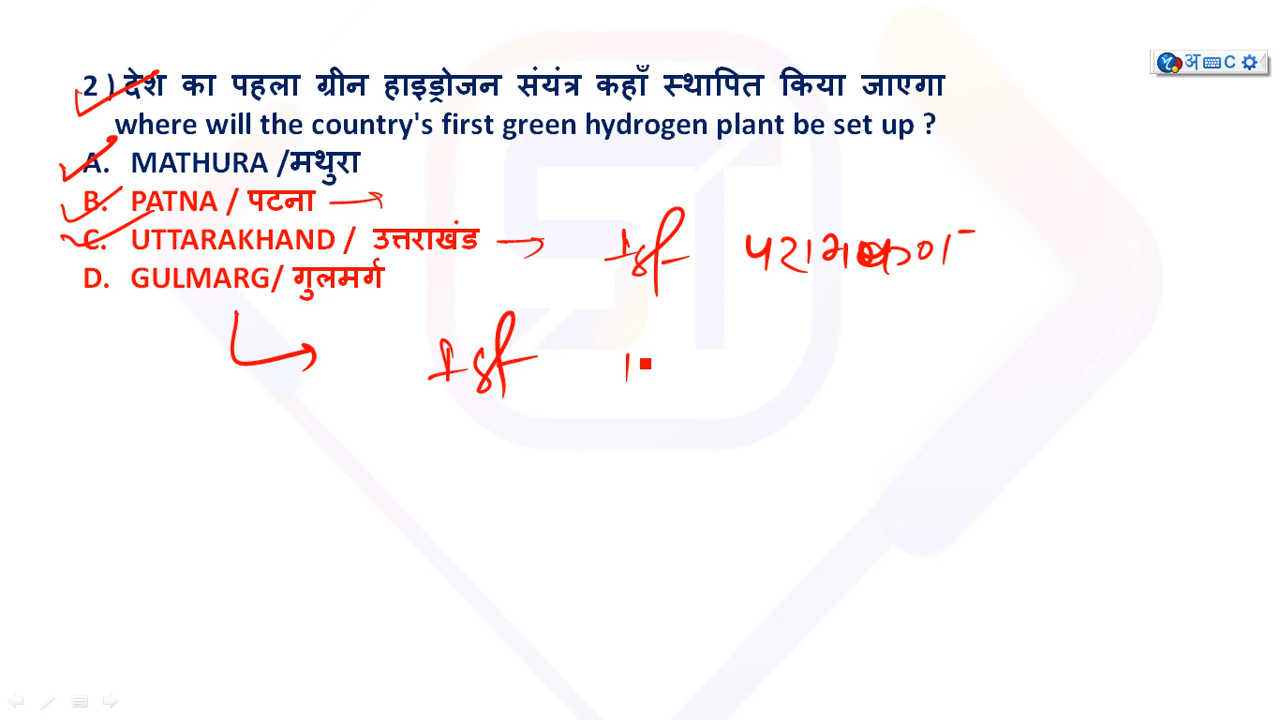 2 ) देश का पहला ग्रीन हाइड्रोजन संयंत्र कहाँ स्थापित किया जाएगा
where will the country's first green hydrogen plant be set up ?
A. MATHURA /मथुरा
B. PATNA / पटना
C. UTTARAKHAND / उत्तराखंड
D. GULMARG/ गुलमर्ग
Ist